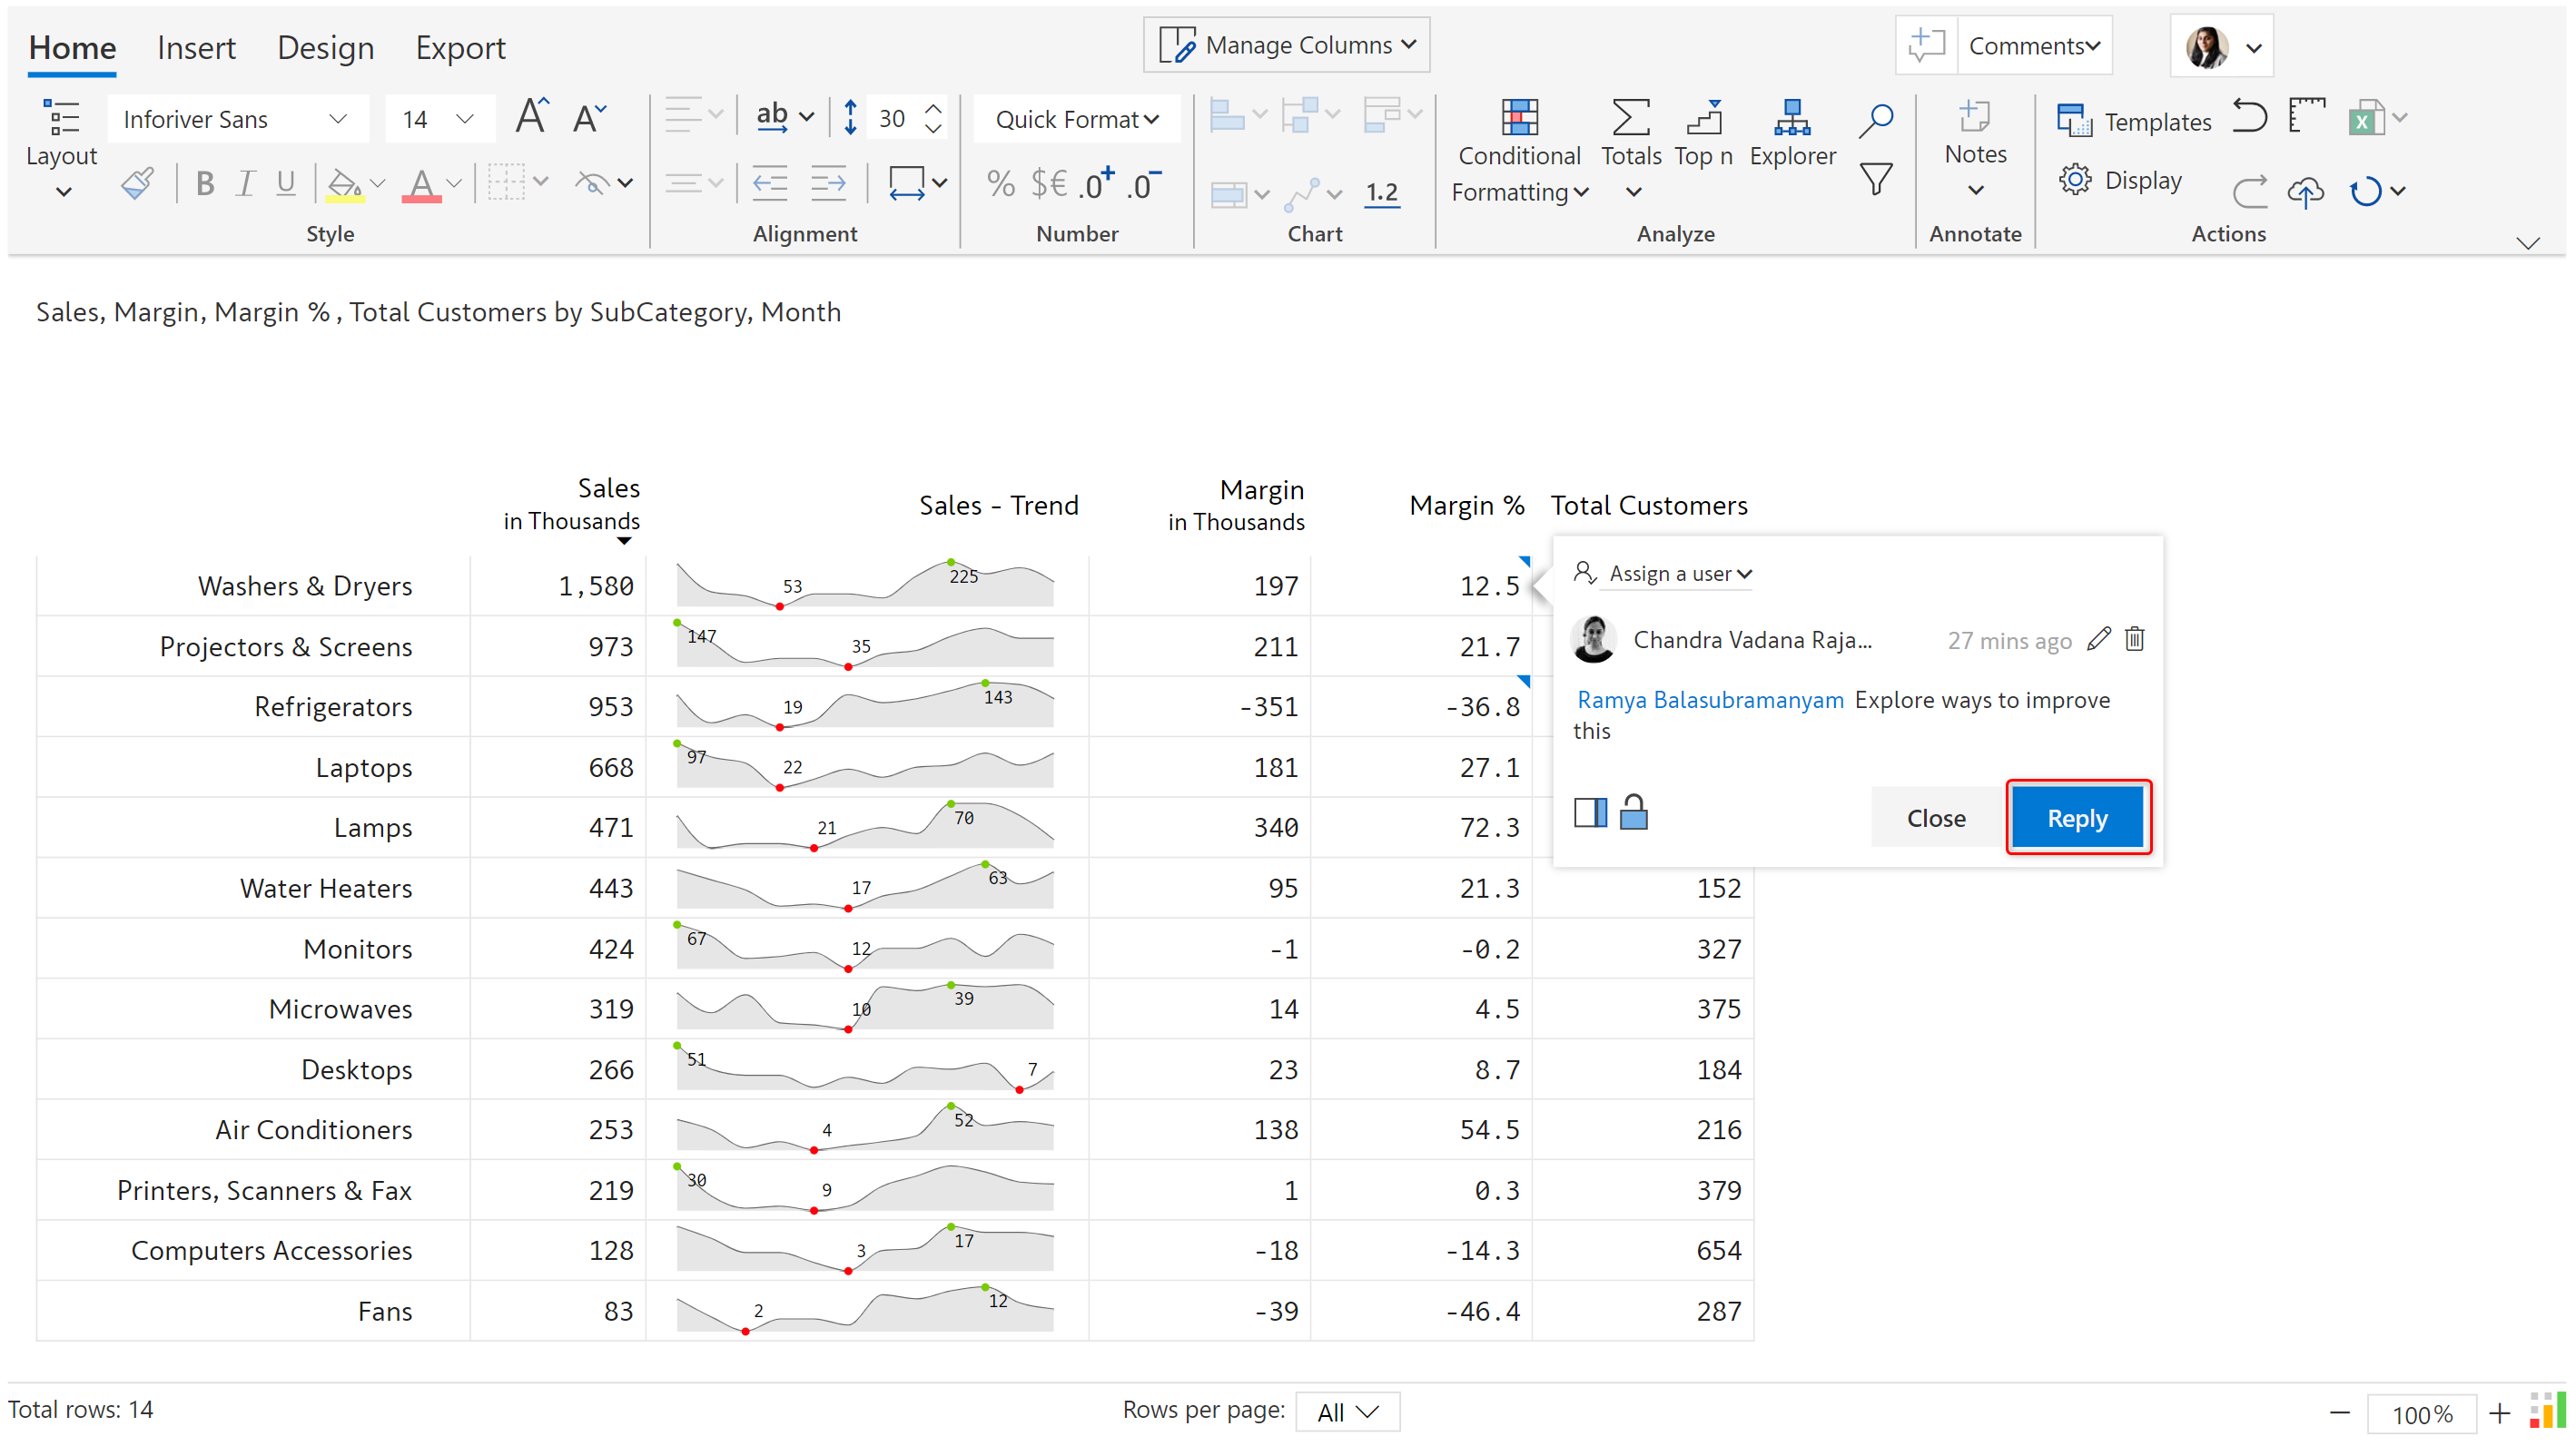 Home Insert Design Export Manage Columns Comments
Inforiver Sans 14 A A ab 30 Quick Format
Layout Conditional Formatting Totals Top n Explorer Notes Templates
B I U A % $€ .0+ .0- 1.2 Display X
Style Alignment Number Chart Analyze Annotate Actions
Sales, Margin, Margin % , Total Customers by SubCategory, Month
Sales in Thousands Sales - Trend Margin in Thousands Margin % Total Customers
Washers & Dryers 1,580 53 225 197 12.5
Projectors & Screens 973 147 35 211 21.7
Refrigerators 953 19 143 -351 -36.8
Laptops 668 97 22 181 27.1
Lamps 471 21 70 340 72.3
Water Heaters 443 17 63 95 21.3 152
Monitors 424 67 12 -1 -0.2 327
Microwaves 319 10 39 14 4.5 375
Desktops 266 51 7 23 8.7 184
Air Conditioners 253 4 52 138 54.5 216
Printers, Scanners & Fax 219 30 9 1 0.3 379
Computers Accessories 128 3 17 -18 -14.3 654
Fans 83 2 12 -39 -46.4 287
Assign a user
Chandra Vadana Raja... 27 mins ago
Ramya Balasubramanyam Explore ways to improve
this
Close Reply
Total rows: 14 Rows per page: All 100%